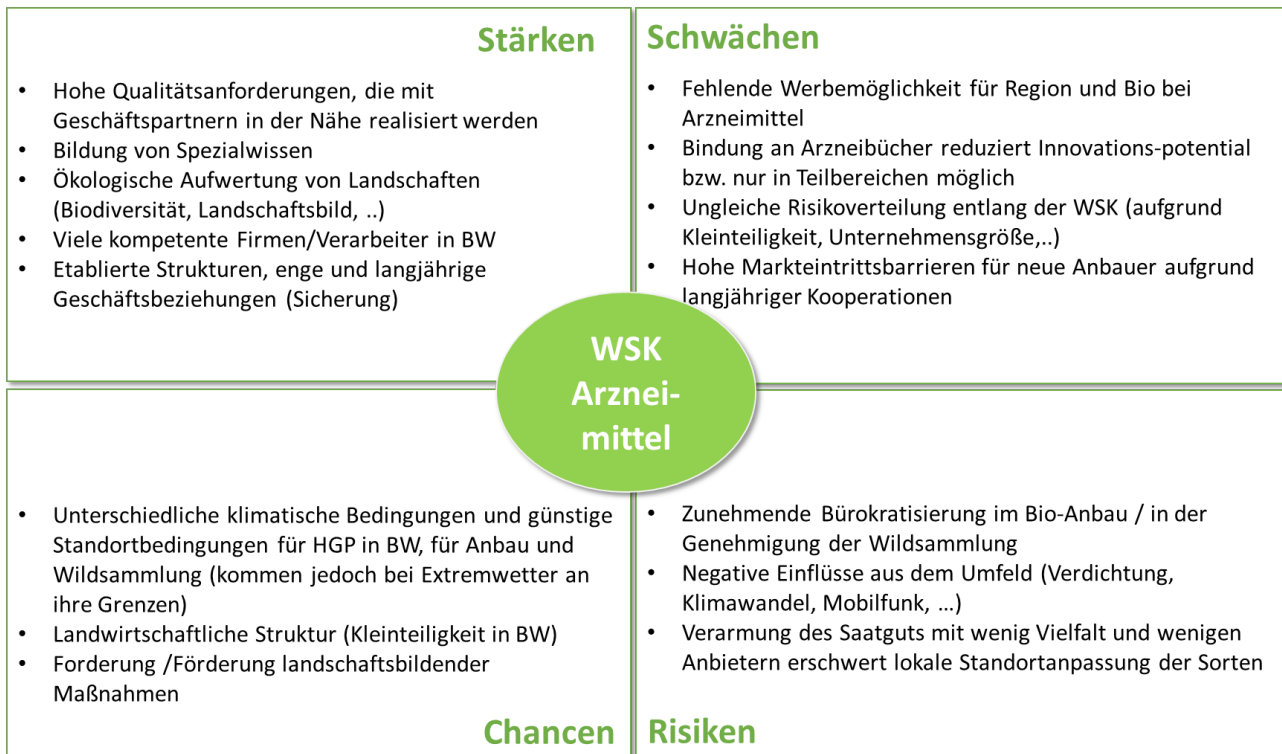 Stärken
• Hohe Qualitätsanforderungen, die mit
Geschäftspartnern in der Nähe realisiert werden
• Bildung von Spezialwissen
• Ökologische Aufwertung von Landschaften
(Biodiversität, Landschaftsbild, ..)
• Viele kompetente Firmen/Verarbeiter in BW
• Etablierte Strukturen, enge und langjährige
Geschäftsbeziehungen (Sicherung)
Schwächen
• Fehlende Werbemöglichkeit für Region und Bio bei
Arzneimittel
• Bindung an Arzneibücher reduziert Innovations-potential
bzw. nur in Teilbereichen möglich
• Ungleiche Risikoverteilung entlang der WSK (aufgrund
Kleinteiligkeit, Unternehmensgröße,..)
• Hohe Markteintrittsbarrieren für neue Anbauer aufgrund
langjähriger Kooperationen
WSK
Arznei-
mittel
• Unterschiedliche klimatische Bedingungen und günstige
Standortbedingungen für HGP in BW, für Anbau und
Wildsammlung (kommen jedoch bei Extremwetter an
ihre Grenzen)
• Landwirtschaftliche Struktur (Kleinteiligkeit in BW)
• Forderung /Förderung landschaftsbildender
Maßnahmen
Chancen
• Zunehmende Bürokratisierung im Bio-Anbau / in der
Genehmigung der Wildsammlung
• Negative Einflüsse aus dem Umfeld (Verdichtung,
Klimawandel, Mobilfunk, ...)
• Verarmung des Saatguts mit wenig Vielfalt und wenigen
Anbietern erschwert lokale Standortanpassung der Sorten
Risiken